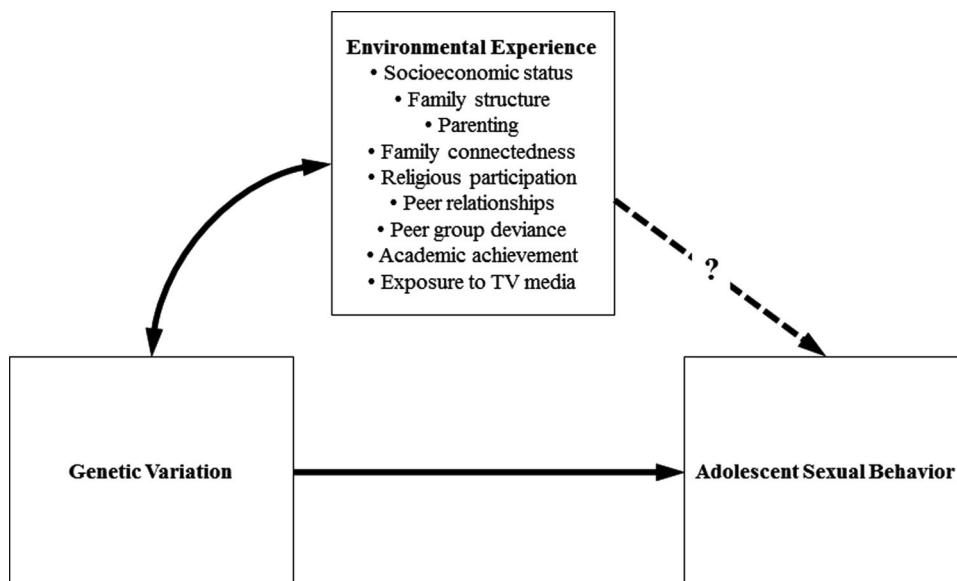 Environmental Experience
• Socioeconomic status
• Family structure
• Parenting
• Family connectedness
• Religious participation
• Peer relationships
• Peer group deviance
• Academic achievement
• Exposure to TV media
?
Genetic Variation
Adolescent Sexual Behavior